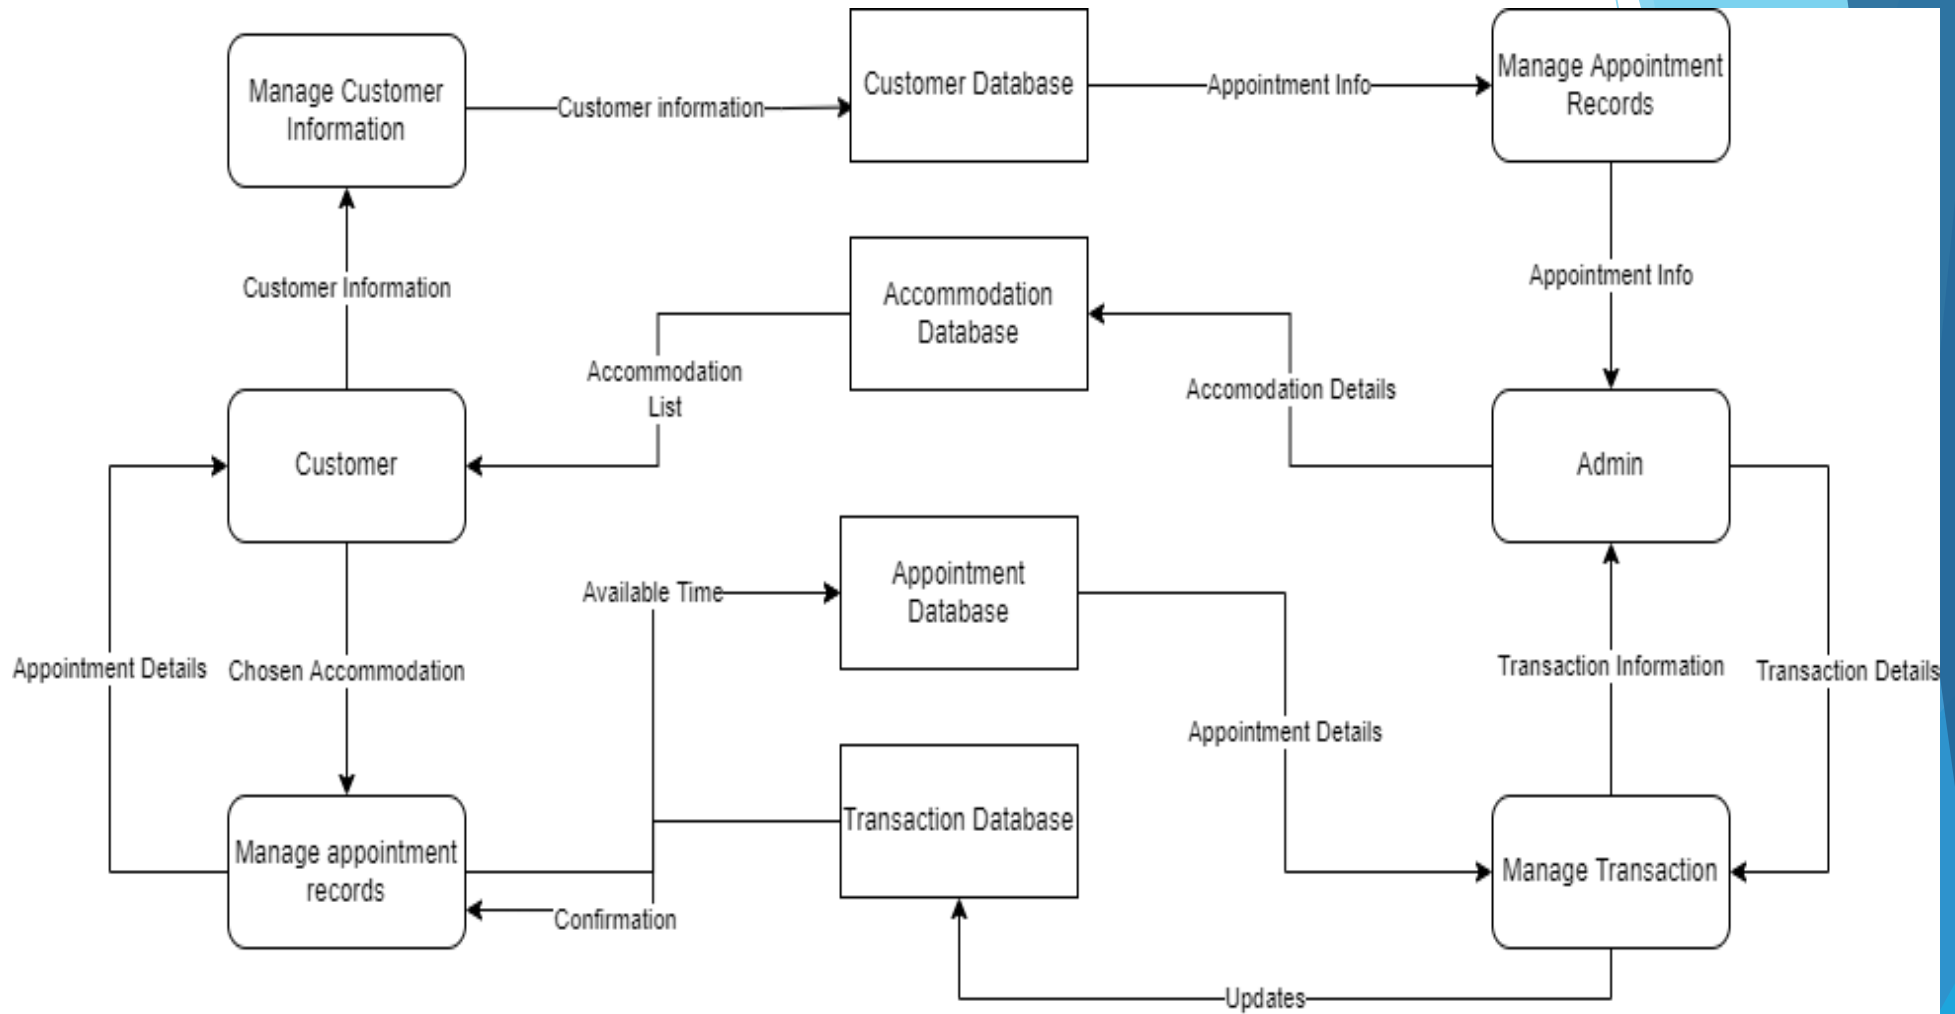 Manage Customer
Information
Customer information
Customer Database
Appointment Info
Manage Appointment
Records
Customer Information
Accommodation
Database
Appointment Info
Accommodation
List
Accomodation Details
Customer
Admin
Available Time
Appointment
Database
Appointment Details
Chosen Accommodation
Transaction Information
Transaction Details
Appointment Details
Transaction Database
Manage appointment
records
Manage Transaction
Confirmation
Updates